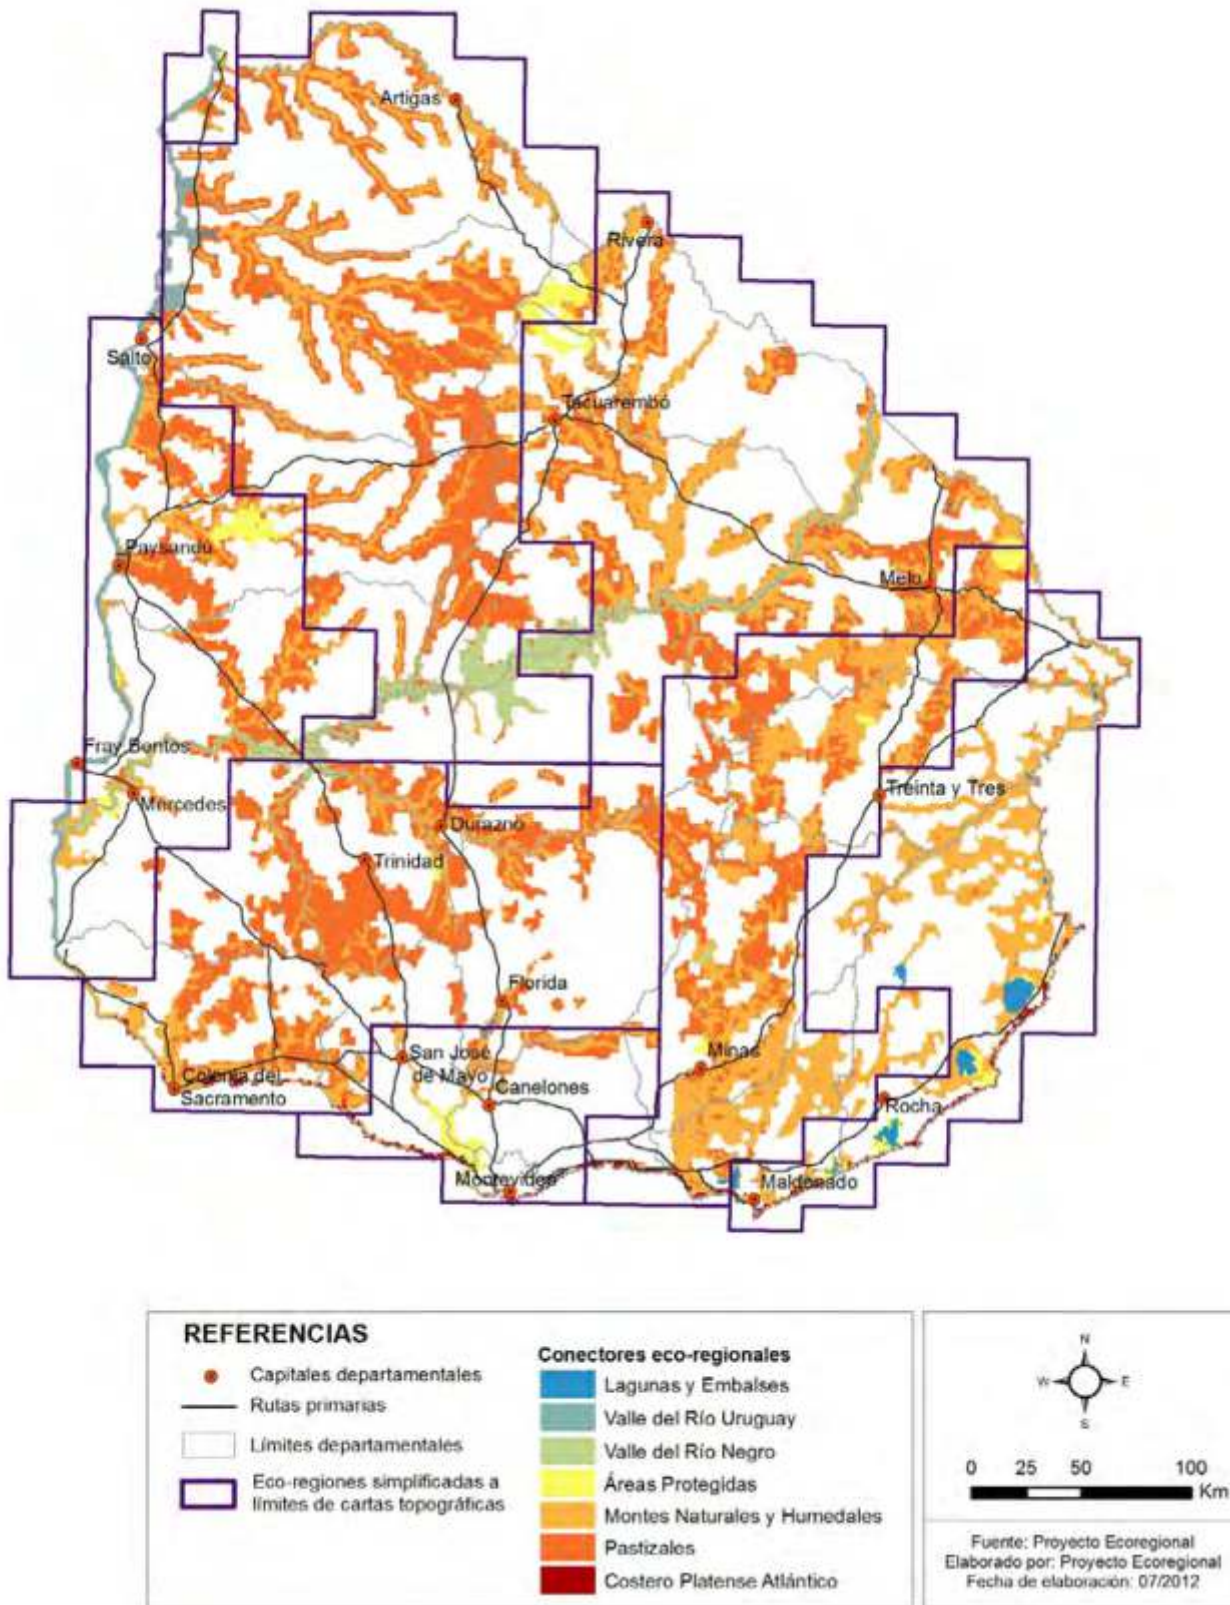 Artigas
Rivera
Salto
Tacuarembó
Paysandú
Melo
Fray Bentos
Mercedes
Treinta y Tres
Durazno
Trinidad
Florida
San José
de Mayo
Minas
Colonia del
Sacramento
Canelones
Rocha
Montevideo
Maldonado
REFERENCIAS
Capitales departamentales
Rutas primarias
Límites departamentales
Eco-regiones simplificadas a
límites de cartas topográficas
Conectores eco-regionales
Lagunas y Embalses
Valle del Río Uruguay
Valle del Río Negro
Áreas Protegidas
Montes Naturales y Humedales
Pastizales
Costero Platense Atlántico
N
W E
S
0 25 50 100
Km
Fuente: Proyecto Ecoregional
Elaborado por: Proyecto Ecoregional
Fecha de elaboración: 07/2012